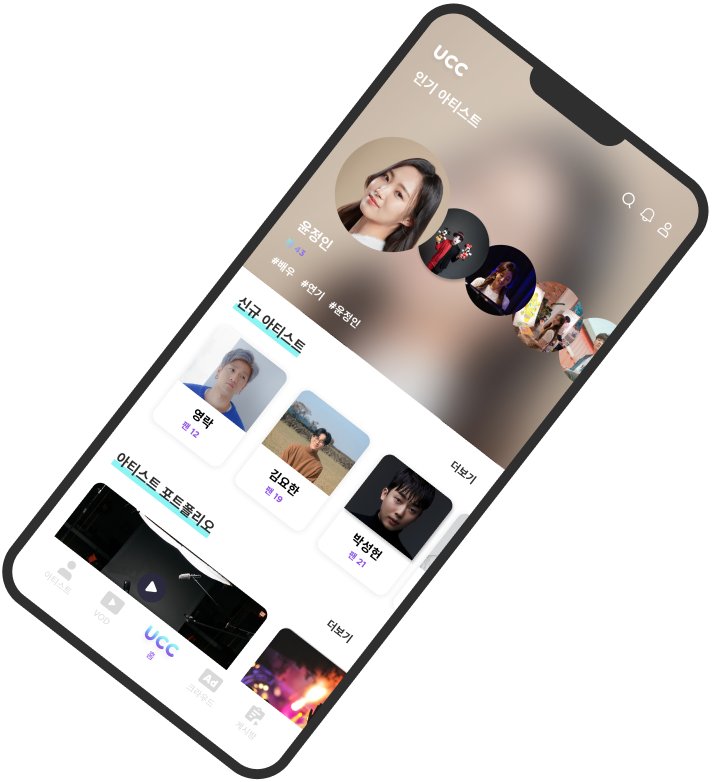 UCC
인기 아티스트
윤정인
43
#배우 #연기 #윤정인
신규 아티스트
더보기
영락
팬 12
김요한
팬 19
박성현
팬 21
아티스트 포트폴리오
더보기
아티스트
VOD
UCC
홈
Ad
크라우드
게시판